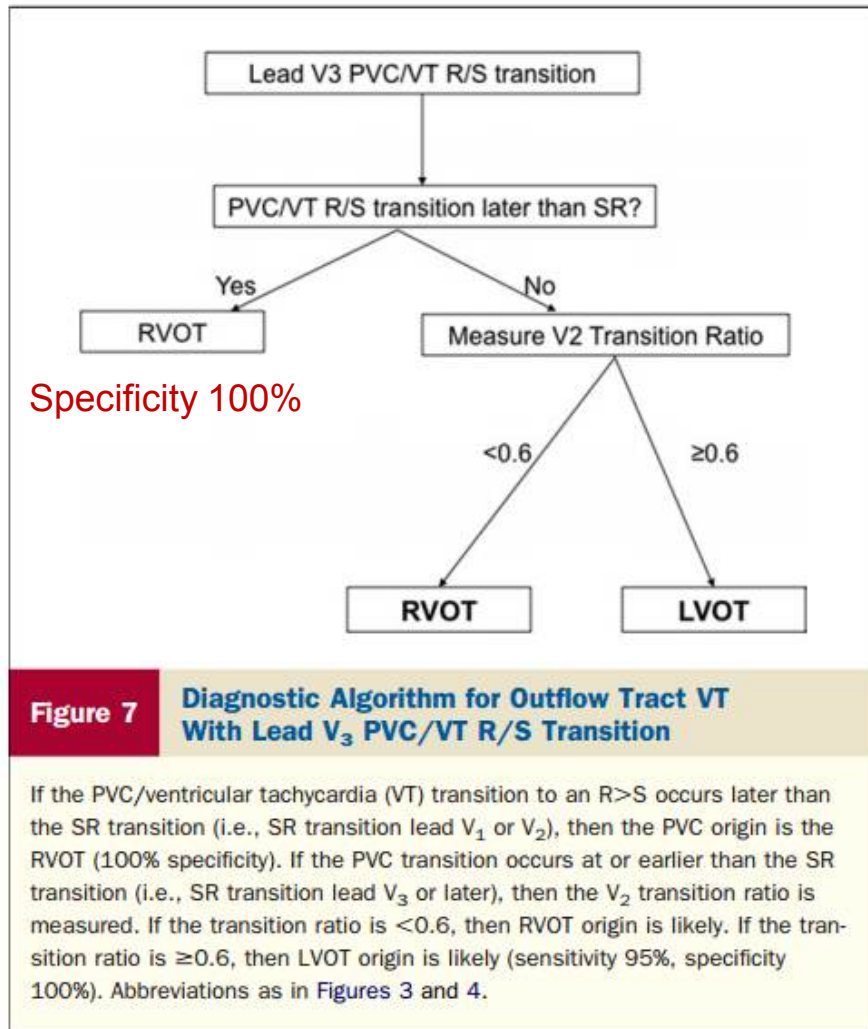 Lead V3 PVC/VT R/S transition
PVC/VT R/S transition later than SR?
Yes
No
RVOT
Measure V2 Transition Ratio
Specificity 100%
<0.6
≥0.6
RVOT
LVOT
Figure 7
Diagnostic Algorithm for Outflow Tract VT
With Lead V₃ PVC/VT R/S Transition
If the PVC/ventricular tachycardia (VT) transition to an R>S occurs later than
the SR transition (i.e., SR transition lead V₁ or V₂), then the PVC origin is the
RVOT (100% specificity). If the PVC transition occurs at or earlier than the SR
transition (i.e., SR transition lead V₃ or later), then the V₂ transition ratio is
measured. If the transition ratio is <0.6, then RVOT origin is likely. If the tran-
sition ratio is ≥0.6, then LVOT origin is likely (sensitivity 95%, specificity
100%). Abbreviations as in Figures 3 and 4.